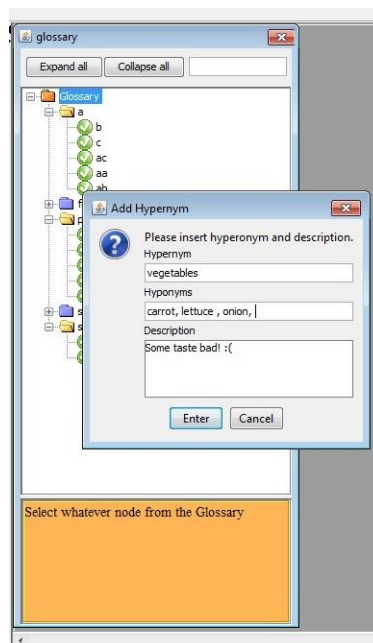 glossary
Expand all Collapse all
Glossary
a
b
c
ac
aa
ab
Add Hypernym
Please insert hyperonym and description.
Hypernym
vegetables
Hyponyms
carrot, lettuce , onion,
Description
Some taste bad! :(
Enter Cancel
Select whatever node from the Glossary